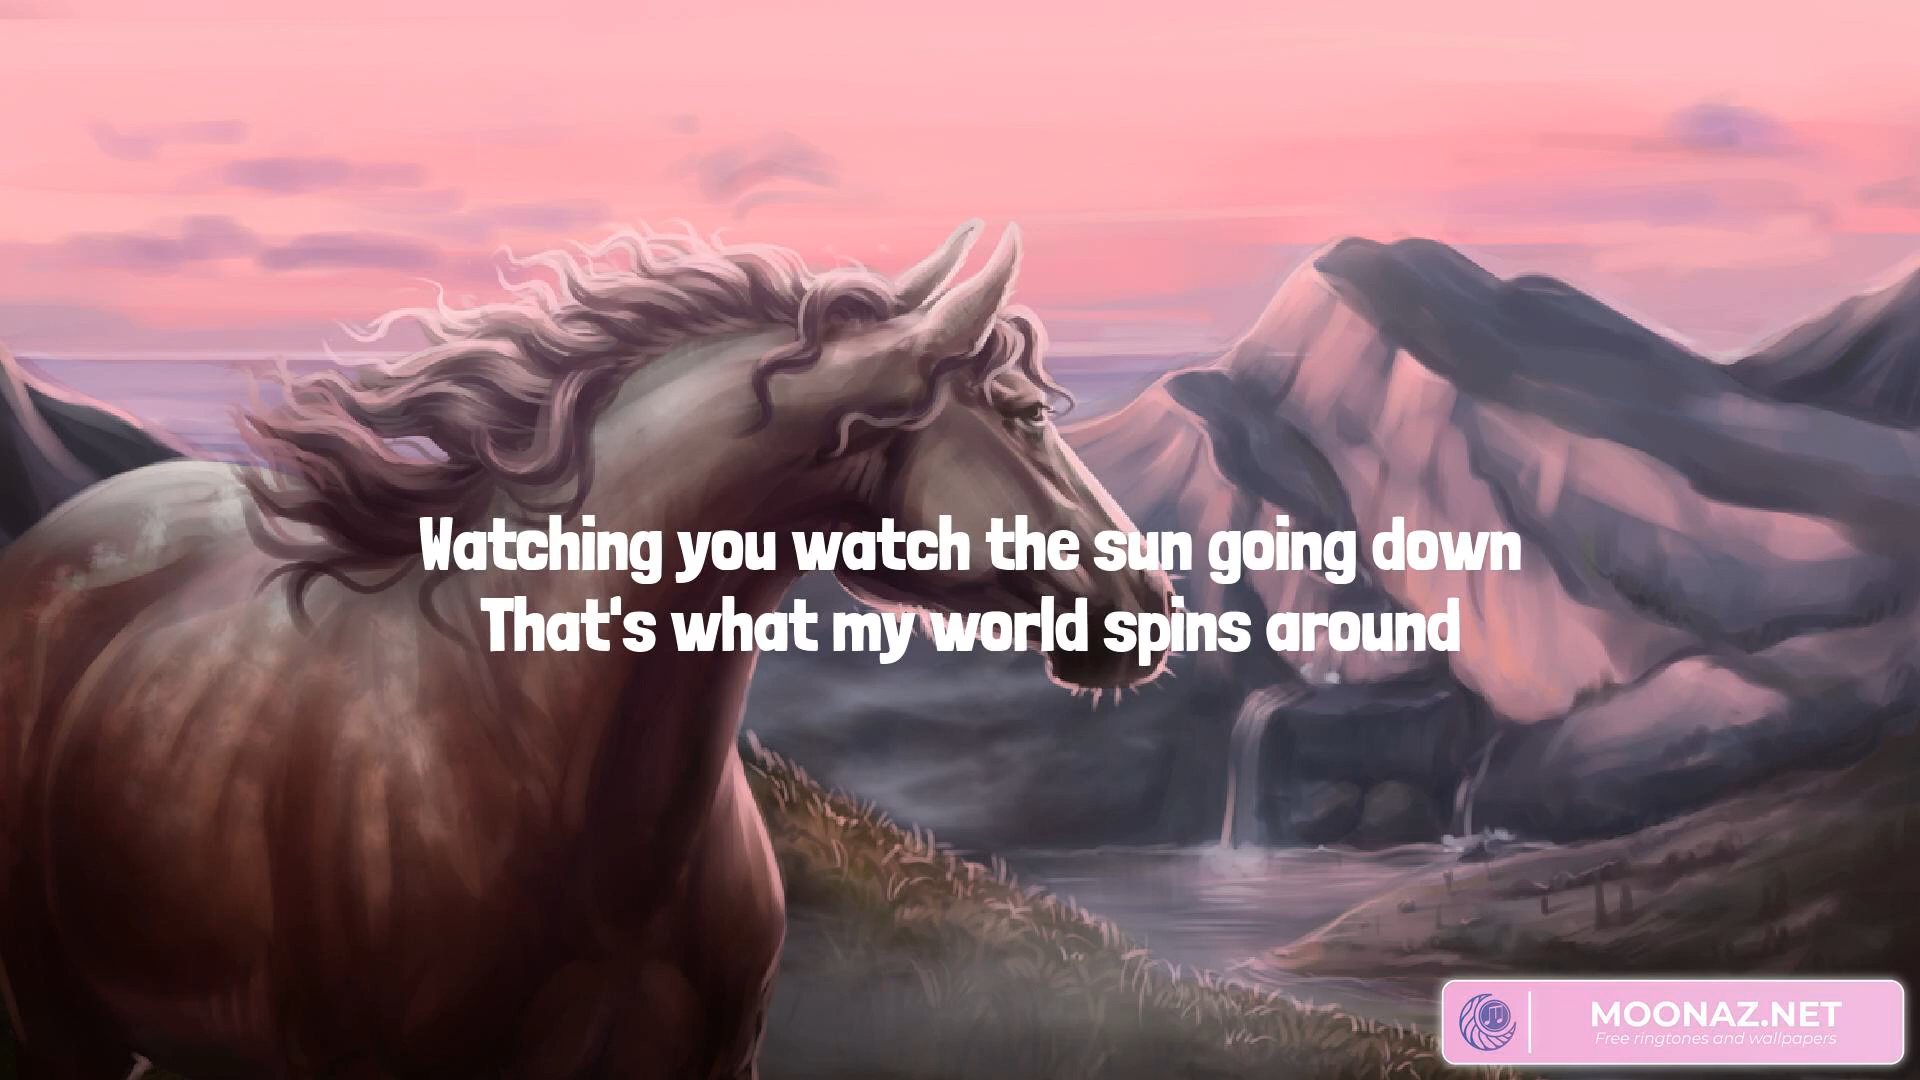 Watching you watch the sun going down
That's what my world spins around
MOONAZ.NET
Free ringtones and wallpapers